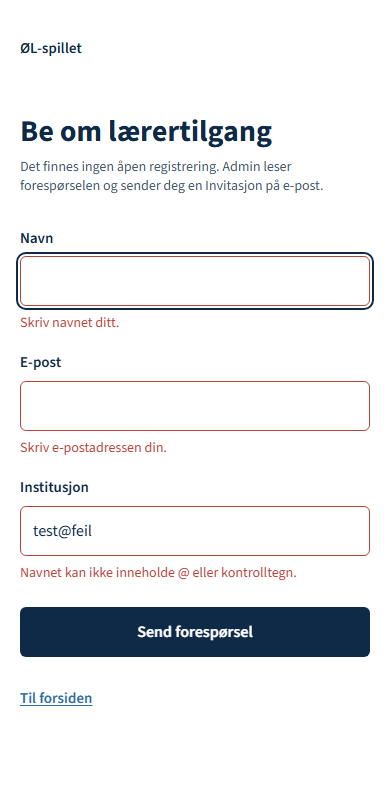 ØL-spillet
Be om lærertilgang
Det finnes ingen åpen registrering. Admin leser
forespørselen og sender deg en Invitasjon på e-post.
Navn
Skriv navnet ditt.
E-post
Skriv e-postadressen din.
Institusjon
test@feil
Navnet kan ikke inneholde @ eller kontrolltegn.
Send forespørsel
Til forsiden